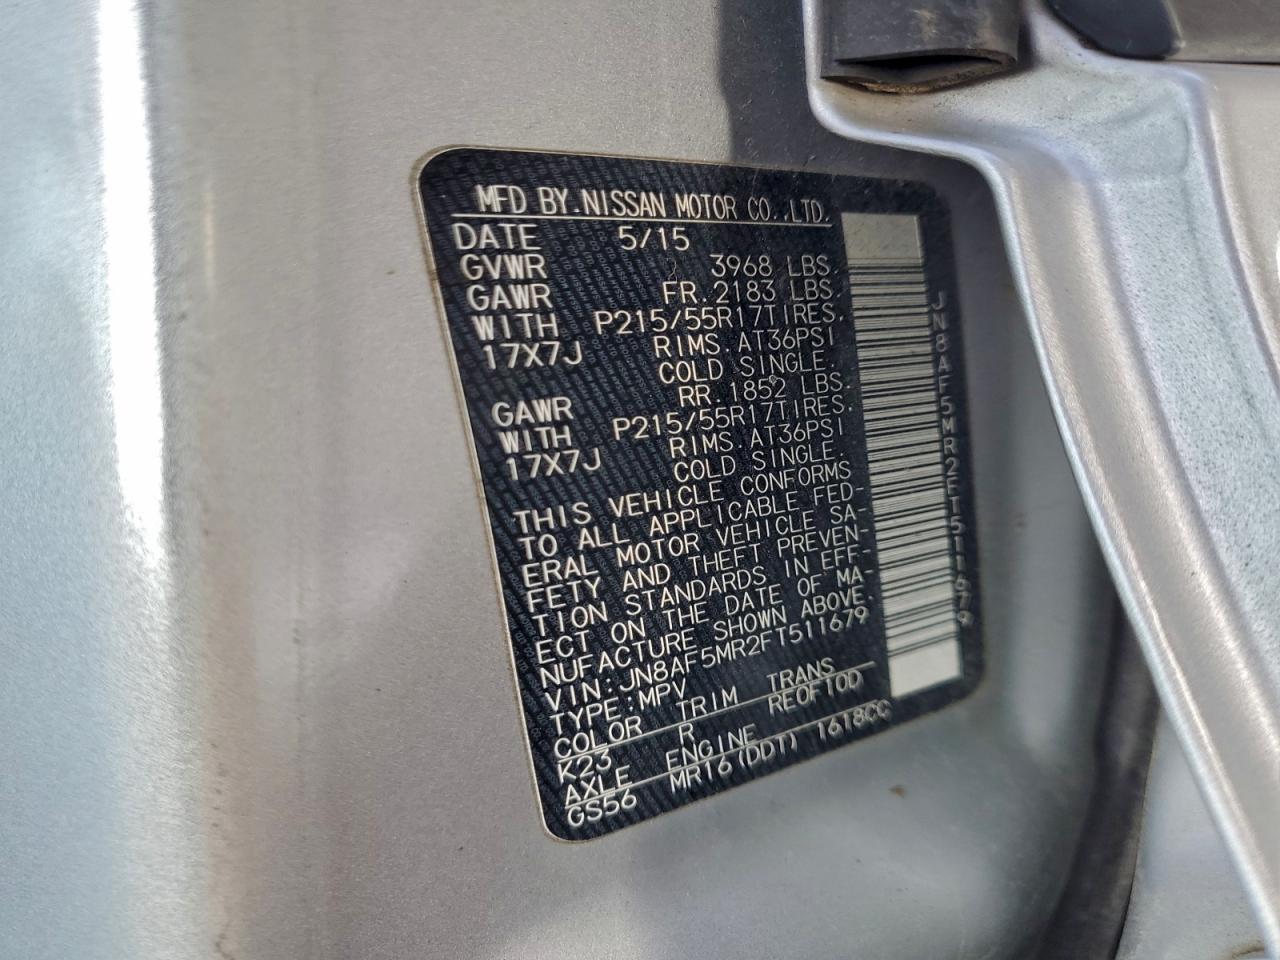 MFD BY.NISSAN MOTOR CO.,LTD.
DATE 5/15
GVWR 3968 LBS.
GAWR FR.2183 LBS.
WITH P215/55R17TIRES.
17X7J RIMS.AT36PSI
COLD SINGLE.
GAWR RR.1852 LBS.
WITH P215/55R17TIRES.
17X7J RIMS.AT36PSI
COLD SINGLE.
THIS VEHICLE CONFORMS
TO ALL APPLICABLE FED-
ERAL MOTOR VEHICLE SA-
FETY AND THEFT PREVEN-
TION STANDARDS IN EFF-
ECT ON THE DATE OF MA-
NUFACTURE SHOWN ABOVE.
VIN:JN8AF5MR2FT511679
TYPE:MPV
COLOR TRIM TRANS
K23 R RE0F10D
AXLE ENGINE
GS56 MR16(DDT) 1618CC
JN8AF5MR2FT511679